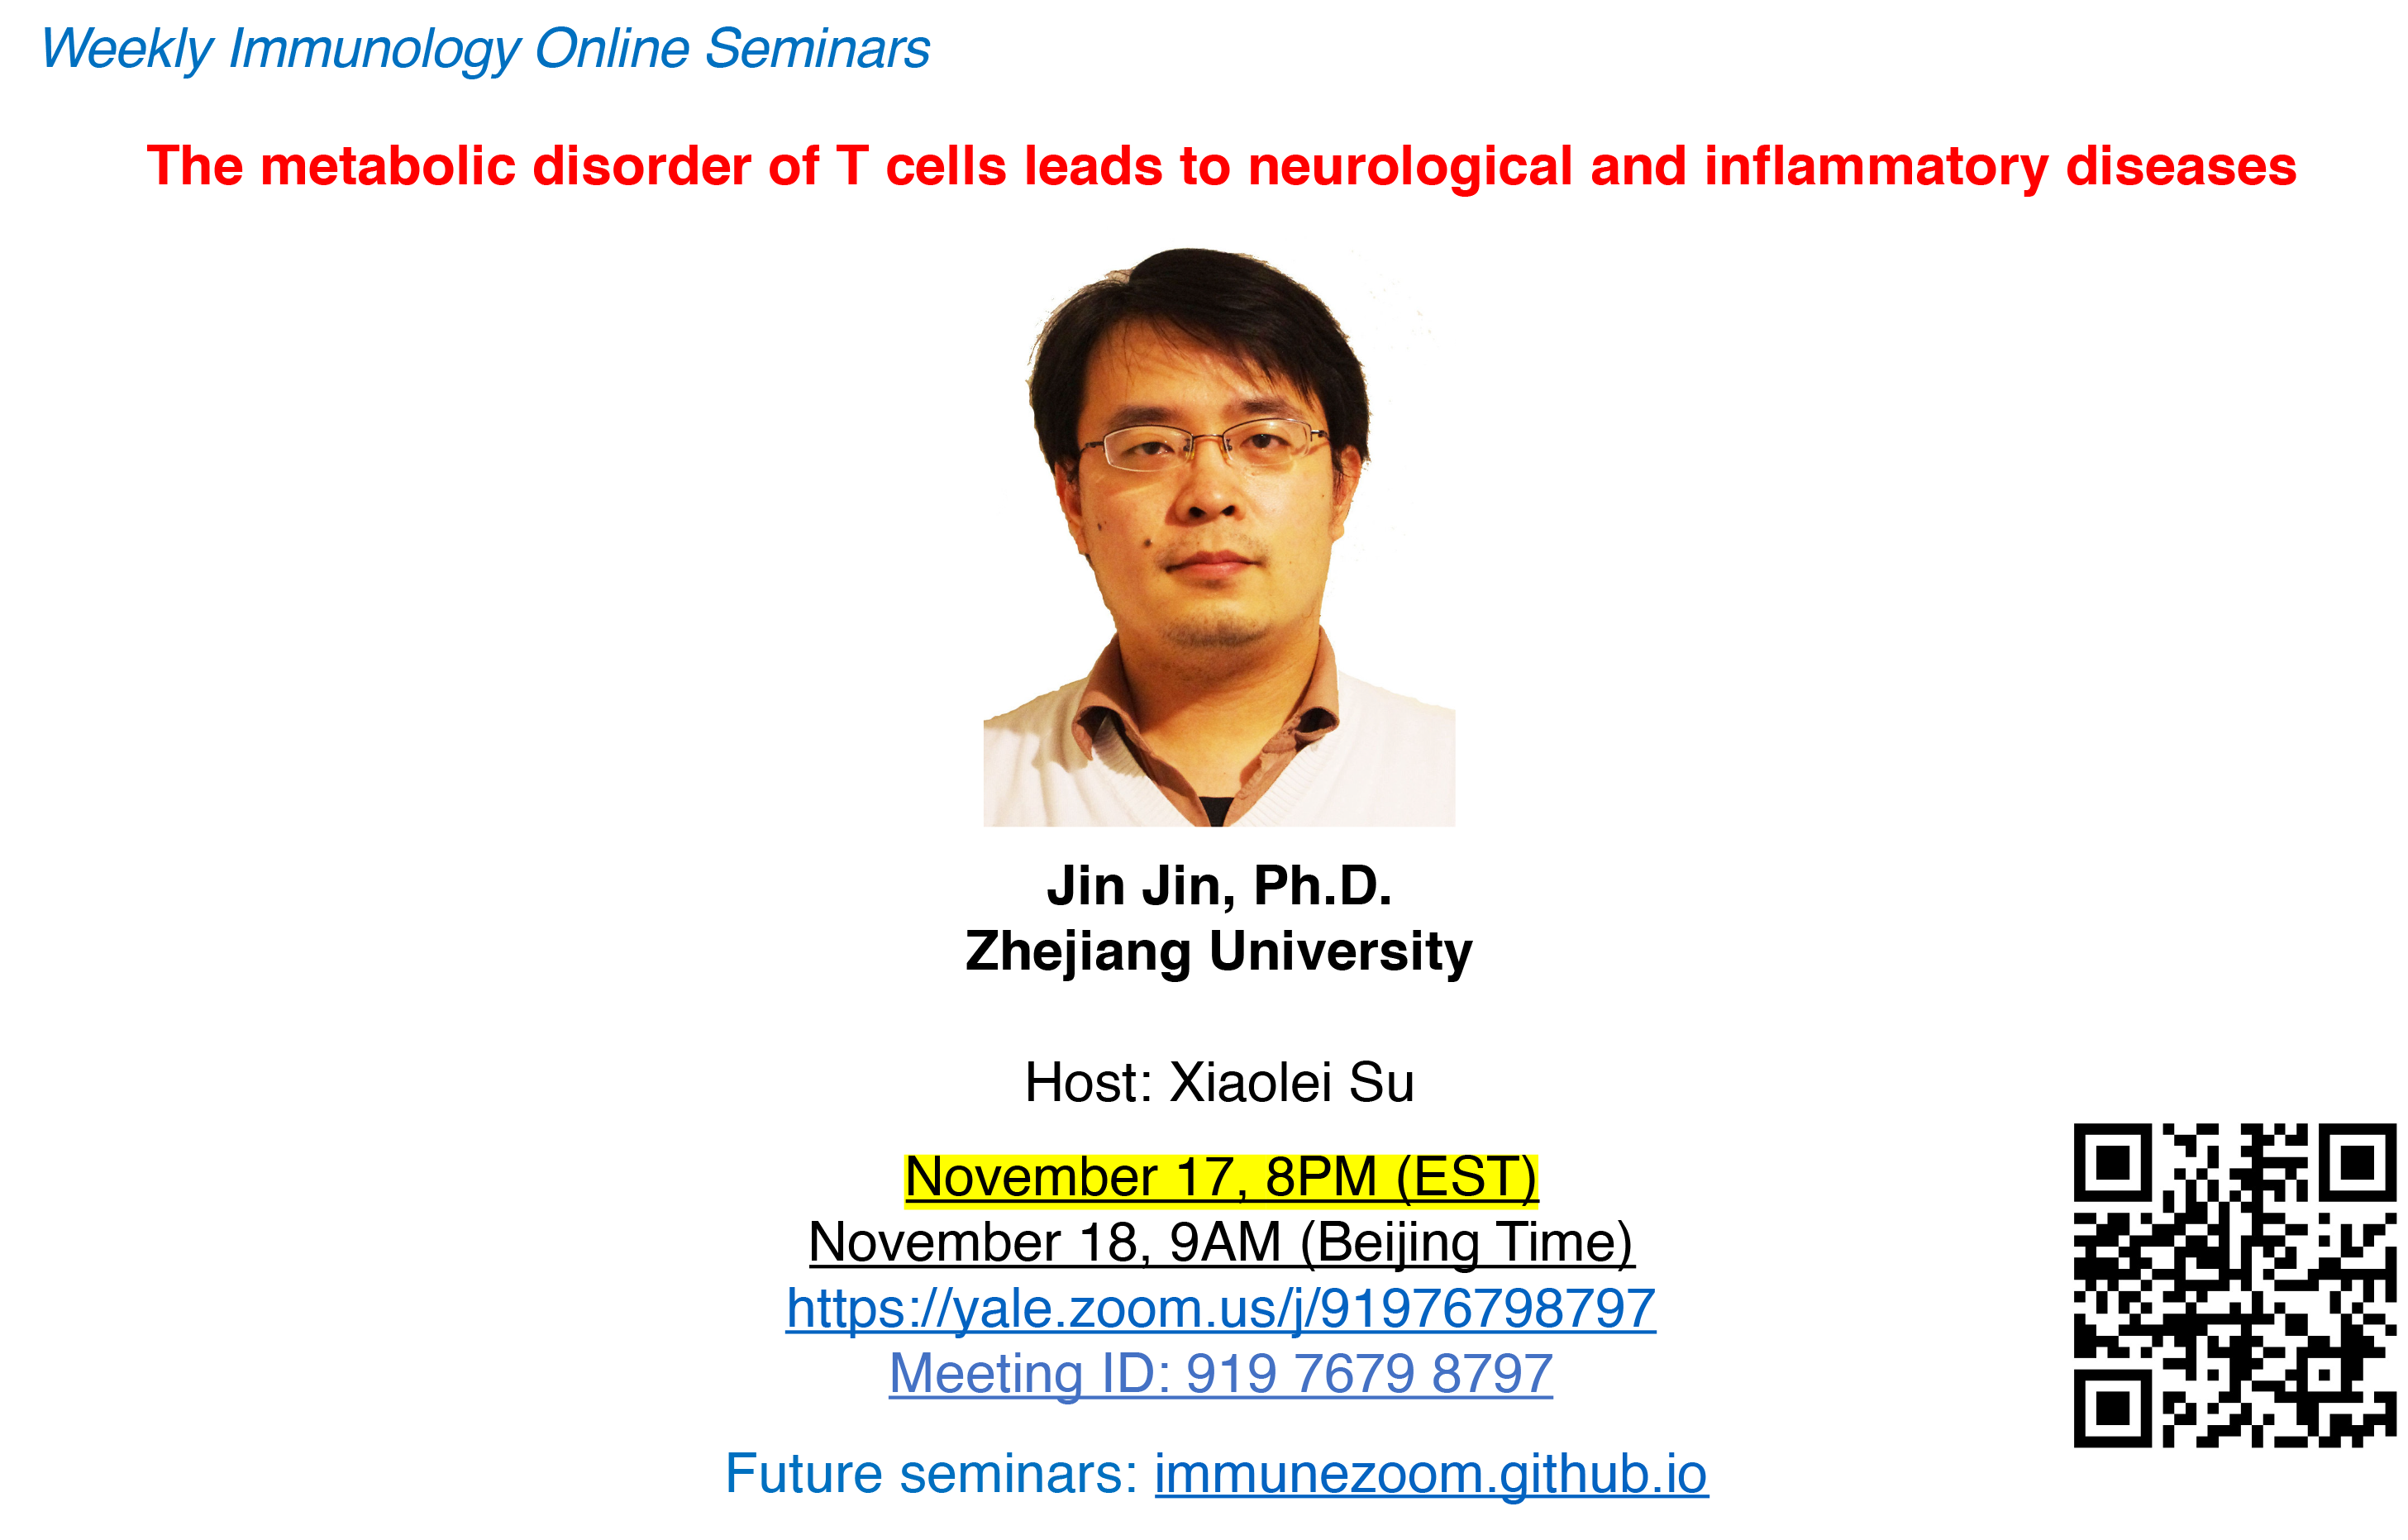 Weekly Immunology Online Seminars
The metabolic disorder of T cells leads to neurological and inflammatory diseases
Jin Jin, Ph.D.
Zhejiang University
Host: Xiaolei Su
November 17, 8PM (EST)
November 18, 9AM (Beijing Time)
https://yale.zoom.us/j/91976798797
Meeting ID: 919 7679 8797
Future seminars: immunezoom.github.io